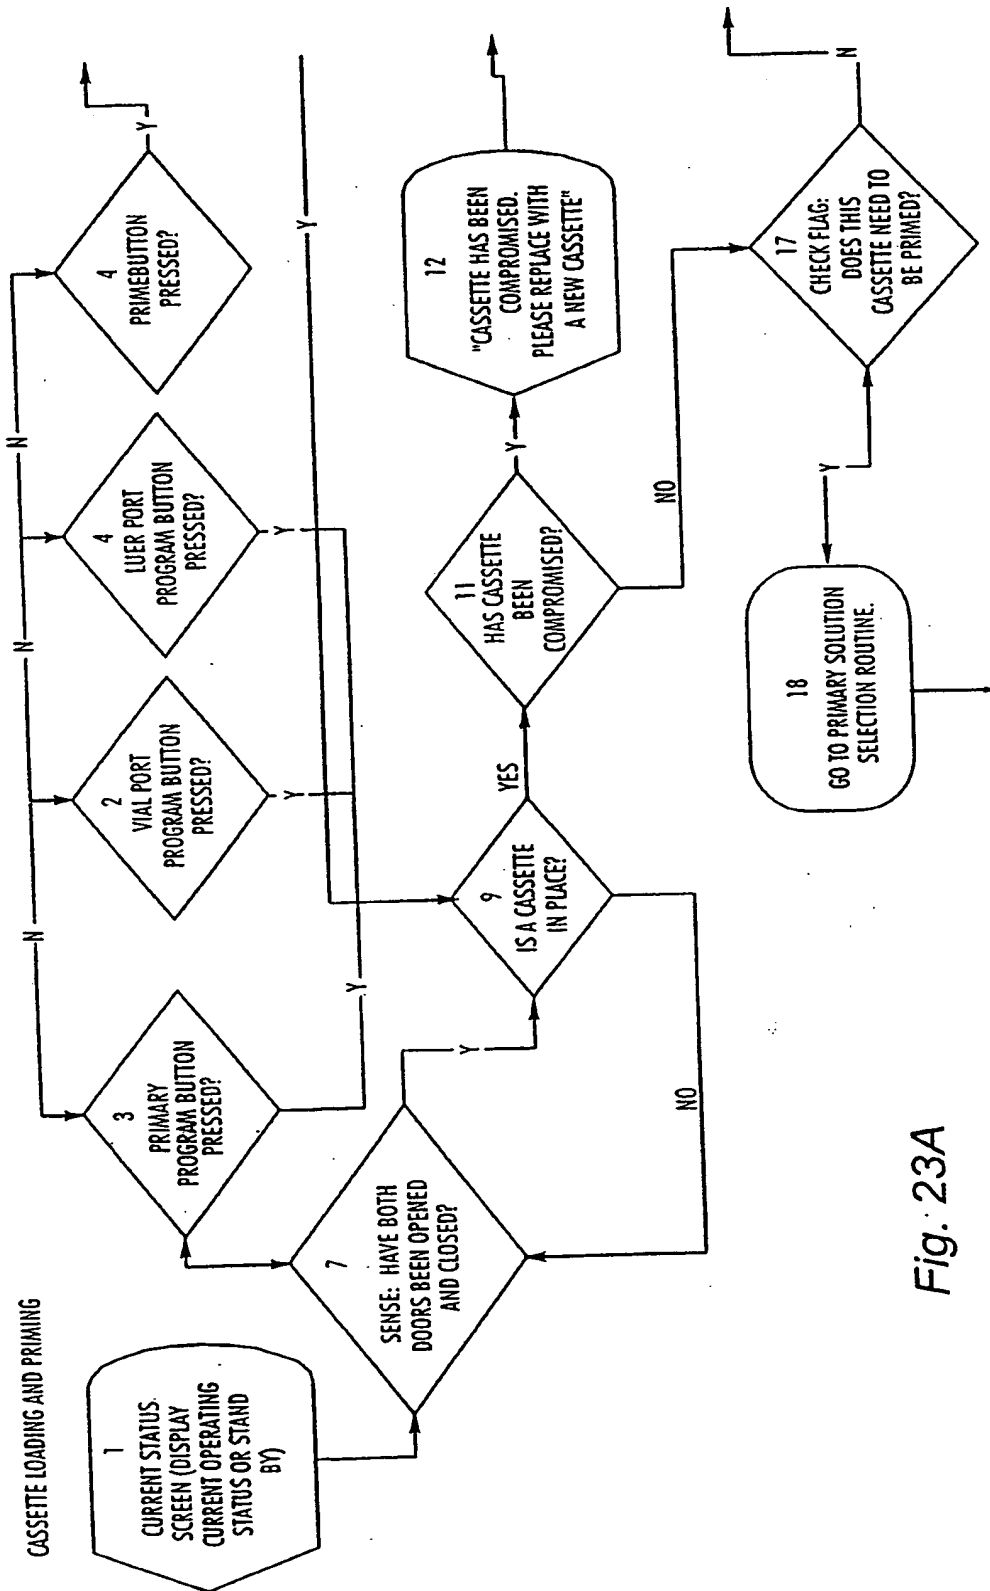 CASSETTE LOADING AND PRIMING
1
CURRENT STATUS.
SCREEN (DISPLAY
CURRENT OPERATING
STATUS OR STAND
BY)
N
N
N
3
PRIMARY
PROGRAM BUTTON
PRESSED?
Y
2
VIAL PORT
PROGRAM BUTTON
PRESSED?
Y
4
LUER PORT
PROGRAM BUTTON
PRESSED?
Y
4
PRIMEBUTTON
PRESSED?
Y
Y
7
SENSE: HAVE BOTH
DOORS BEEN OPENED
AND CLOSED?
Y
9
IS A CASSETTE
IN PLACE?
YES
NO
11
HAS CASSETTE
BEEN
COMPROMISED?
Y
NO
12
"CASSETTE HAS BEEN
COMPROMISED.
PLEASE REPLACE WITH
A NEW CASSETTE"
17
CHECK FLAG:
DOES THIS
CASSETTE NEED TO
BE PRIMED?
N
Y
18
GO TO PRIMARY SOLUTION
SELECTION ROUTINE.
Fig. 23A